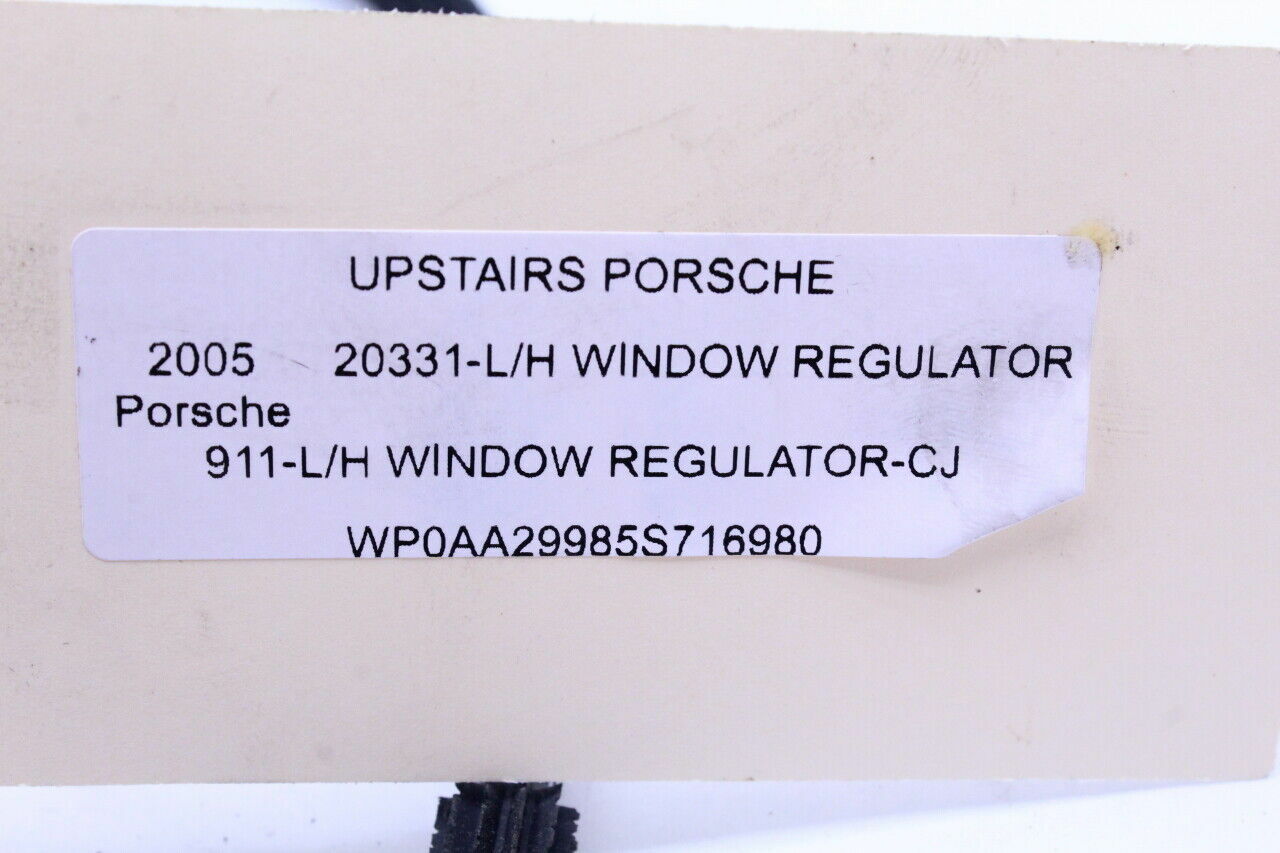 UPSTAIRS PORSCHE
2005 20331-L/H WINDOW REGULATOR
Porsche
911-L/H WINDOW REGULATOR-CJ
WP0AA29985S716980